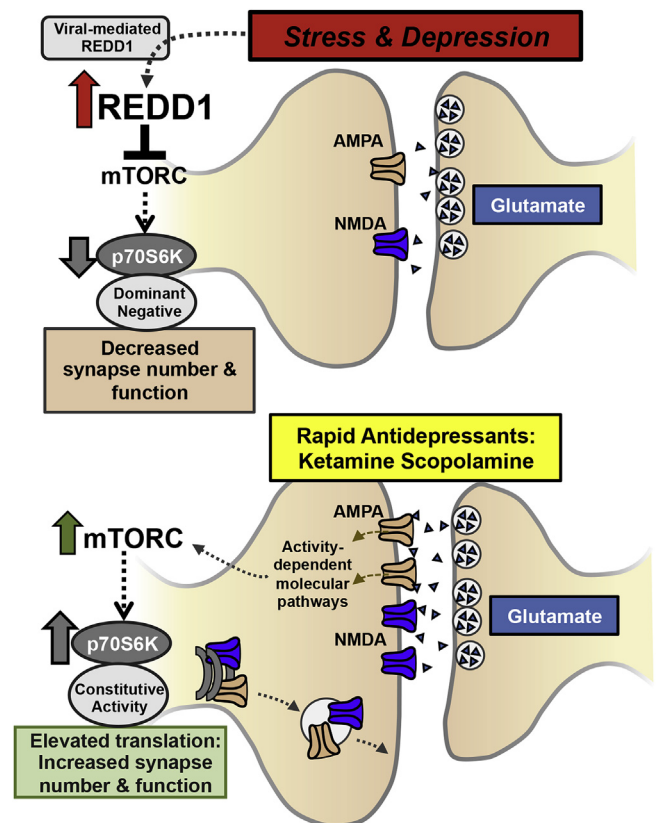 Viral-mediated
REDD1
Stress & Depression
REDD1
mTORC
p70S6K
Dominant
Negative
Decreased
synapse number &
function
AMPA
NMDA
Glutamate
Rapid Antidepressants:
Ketamine Scopolamine
mTORC
p70S6K
Constitutive
Activity
Elevated translation:
Increased synapse
number & function
Activity-
dependent
molecular
pathways
AMPA
NMDA
Glutamate